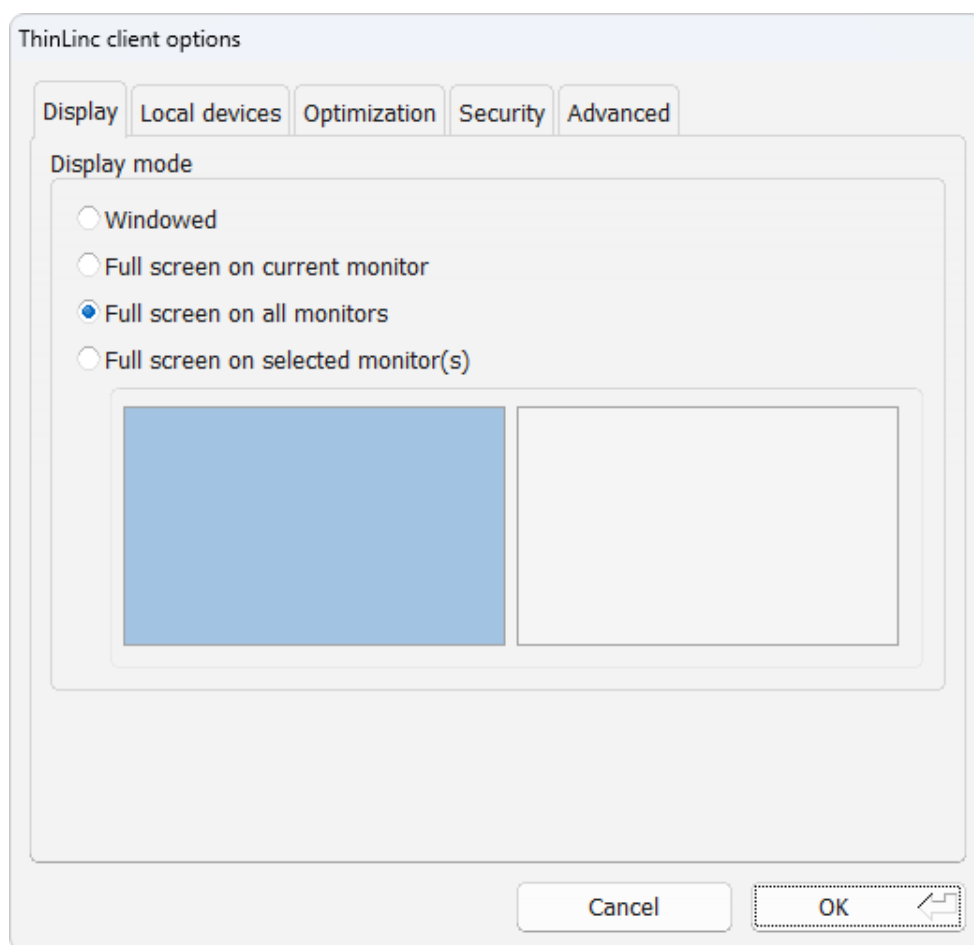 ThinLinc client options
Display Local devices Optimization Security Advanced
Display mode
Windowed
Full screen on current monitor
Full screen on all monitors
Full screen on selected monitor(s)
Cancel OK